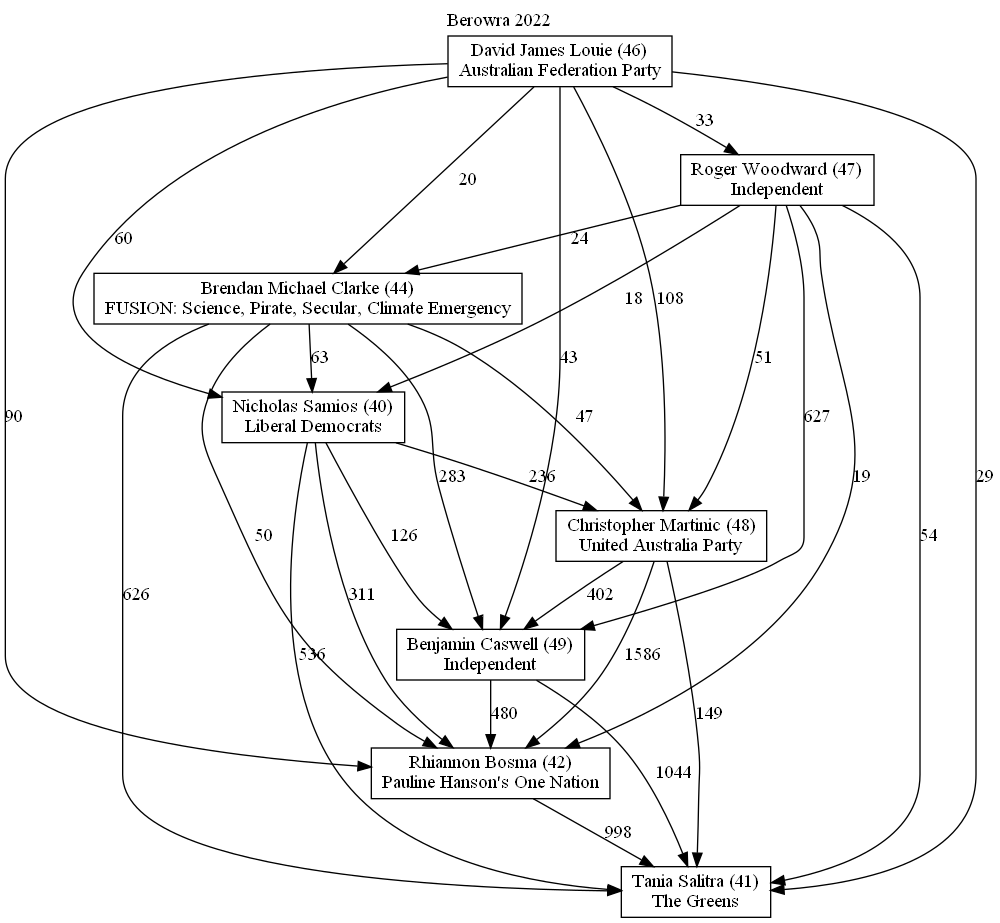 Berowra 2022
David James Louie (46)
Australian Federation Party
33
Roger Woodward (47)
Independent
20
60
24
Brendan Michael Clarke (44)
FUSION: Science, Pirate, Secular, Climate Emergency
18
108
63
43
51
Nicholas Samios (40)
Liberal Democrats
90
47
627
283
236
19
29
Christopher Martinic (48)
United Australia Party
50
126
54
626
311
402
Benjamin Caswell (49)
Independent
536
1586
480
149
Rhiannon Bosma (42)
Pauline Hanson's One Nation
1044
998
Tania Salitra (41)
The Greens